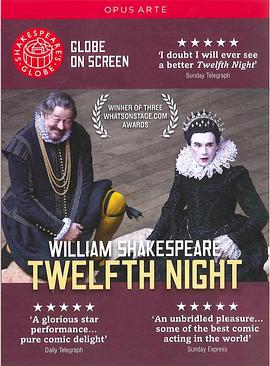 OPUS ARTE
SHAKESPEARE'S
GLOBE
GLOBE
ON SCREEN
★★★★★
'I doubt I will ever see
a better Twelfth Night'
Sunday Telegraph
WINNER OF THREE
WHATSONSTAGE.COM
AWARDS
WILLIAM SHAKESPEARE
TWELFTH NIGHT
★★★★★
'A glorious star
performance…
pure comic delight'
Daily Telegraph
★★★★★
'An unbridled pleasure…
some of the best comic
acting in the world'
Sunday Express